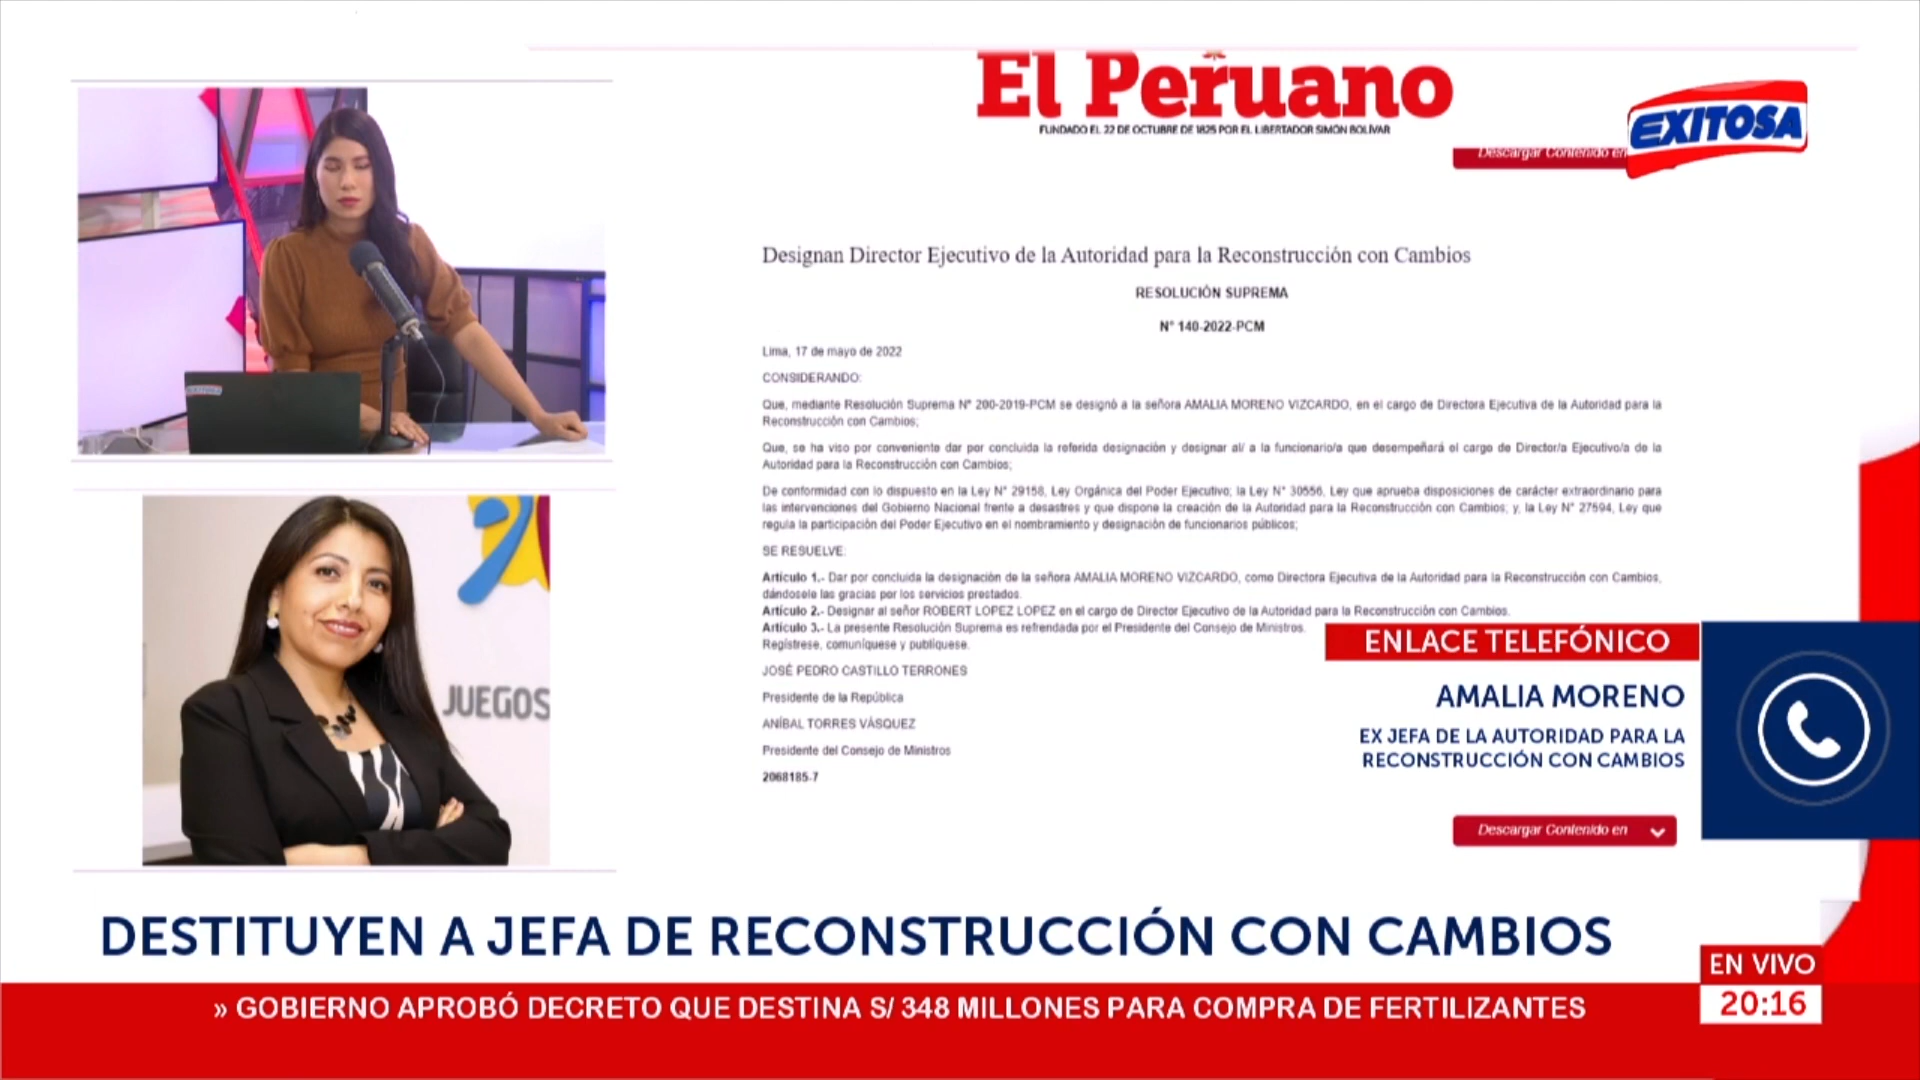 El Peruano
FUNDADO EL 22 DE OCTUBRE DE 1825 POR EL LIBERTADOR SIMÓN BOLÍVAR
EXITOSA
Descargar Contenido en
Designan Director Ejecutivo de la Autoridad para la Reconstrucción con Cambios
RESOLUCIÓN SUPREMA
N° 140-2022-PCM
Lima, 17 de mayo de 2022
CONSIDERANDO:
Que, mediante Resolución Suprema N° 200-2019-PCM se designó a la señora AMALIA MORENO VIZCARDO, en el cargo de Directora Ejecutiva de la Autoridad para la
Reconstrucción con Cambios;
Que, se ha viso por conveniente dar por concluida la referida designación y designar al/ a la funcionario/a que desempeñará el cargo de Director/a Ejecutivo/a de la
Autoridad para la Reconstrucción con Cambios;
De conformidad con lo dispuesto en la Ley N° 29158, Ley Orgánica del Poder Ejecutivo; la Ley N° 30556, Ley que aprueba disposiciones de carácter extraordinario para
las intervenciones del Gobierno Nacional frente a desastres y que dispone la creación de la Autoridad para la Reconstrucción con Cambios; y, la Ley N° 27594, Ley que
regula la participación del Poder Ejecutivo en el nombramiento y designación de funcionarios públicos;
SE RESUELVE:
Artículo 1.- Dar por concluida la designación de la señora AMALIA MORENO VIZCARDO, como Directora Ejecutiva de la Autoridad para la Reconstrucción con Cambios,
dándosele las gracias por los servicios prestados.
Artículo 2.- Designar al señor ROBERT LOPEZ LOPEZ en el cargo de Director Ejecutivo de la Autoridad para la Reconstrucción con Cambios.
Artículo 3.- La presente Resolución Suprema es refrendada por el Presidente del Consejo de Ministros.
Regístrese, comuníquese y publíquese.
JOSÉ PEDRO CASTILLO TERRONES
Presidente de la República
ANÍBAL TORRES VÁSQUEZ
Presidente del Consejo de Ministros
2068185-7
EXITOSA
JUEGOS
ENLACE TELEFÓNICO
AMALIA MORENO
EX JEFA DE LA AUTORIDAD PARA LA
RECONSTRUCCIÓN CON CAMBIOS
Descargar Contenido en
DESTITUYEN A JEFA DE RECONSTRUCCIÓN CON CAMBIOS
EN VIVO
20:16
» GOBIERNO APROBÓ DECRETO QUE DESTINA S/ 348 MILLONES PARA COMPRA DE FERTILIZANTES